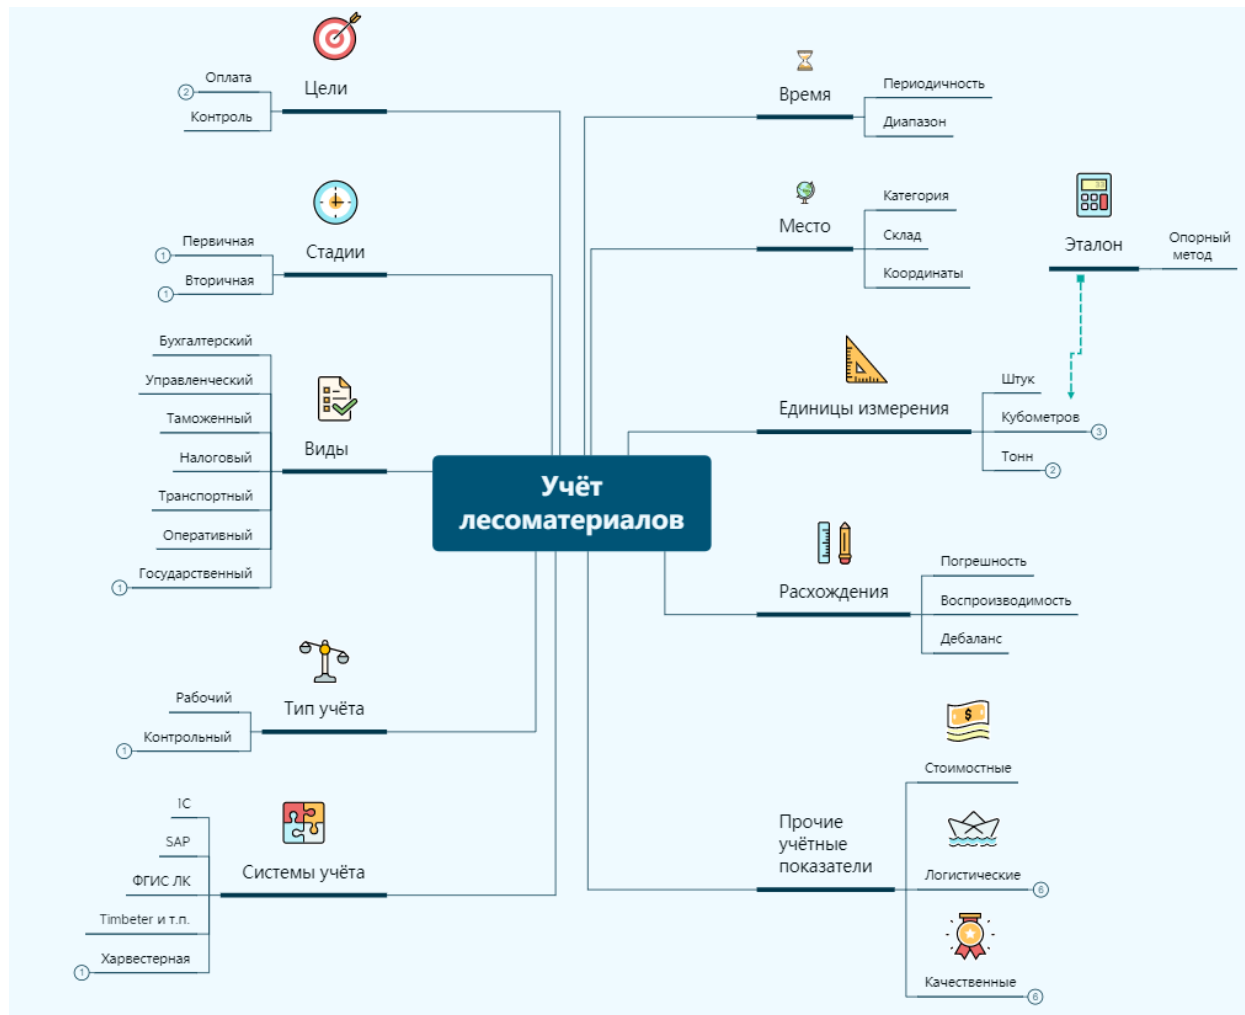 Учёт
лесоматериалов
Цели
Оплата
2
Контроль
Стадии
Первичная
1
Вторичная
1
Виды
Бухгалтерский
Управленческий
Таможенный
Налоговый
Транспортный
Оперативный
Государственный
1
Тип учёта
Рабочий
Контрольный
1
Системы учёта
1С
SAP
ФГИС ЛК
Timbeter и т.п.
Харвестерная
1
Время
Периодичность
Диапазон
Место
Категория
Склад
Координаты
Эталон
Опорный
метод
Единицы измерения
Штук
Кубометров
3
Тонн
2
Расхождения
Погрешность
Воспроизводимость
Дебаланс
Прочие
учётные
показатели
$
Стоимостные
Логистические
6
Качественные
6